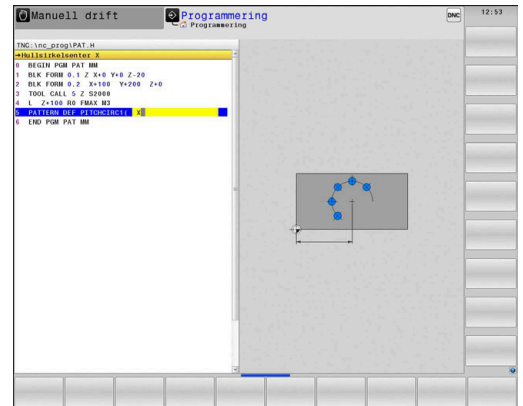 Manuell drift
Programmering
Programmering
DNC
12:53
TNC:\nc_prog\PAT.H
→Hullsirkelsenter X
0 BEGIN PGM PAT MM
1 BLK FORM 0.1 Z X+0 Y+0 Z-20
2 BLK FORM 0.2 X+100 Y+200 Z+0
3 TOOL CALL 5 Z S2000
4 L Z+100 R0 FMAX M3
5 PATTERN DEF PITCHCIRC1( X
6 END PGM PAT MM